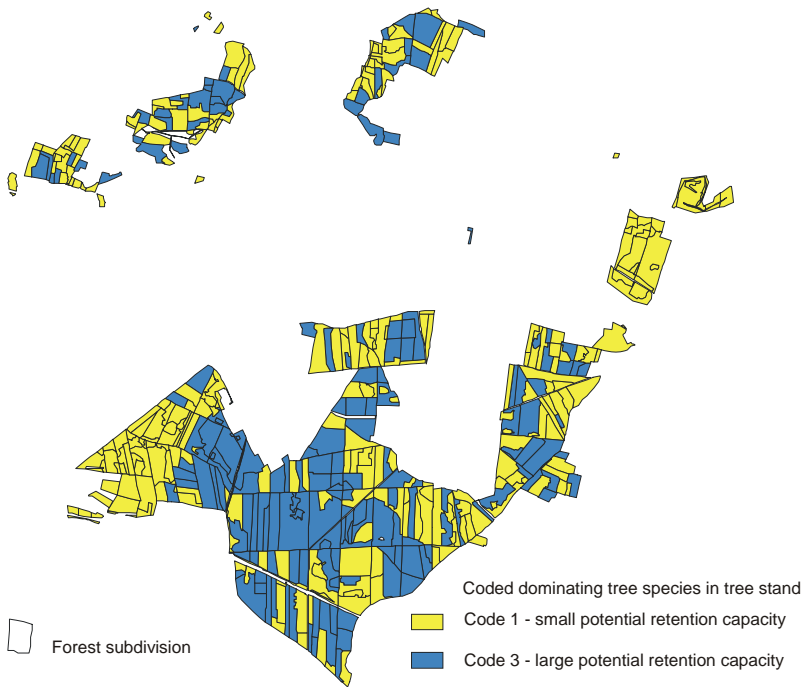 Coded dominating tree species in tree stand
Code 1 - small potential retention capacity
Code 3 - large potential retention capacity
Forest subdivision